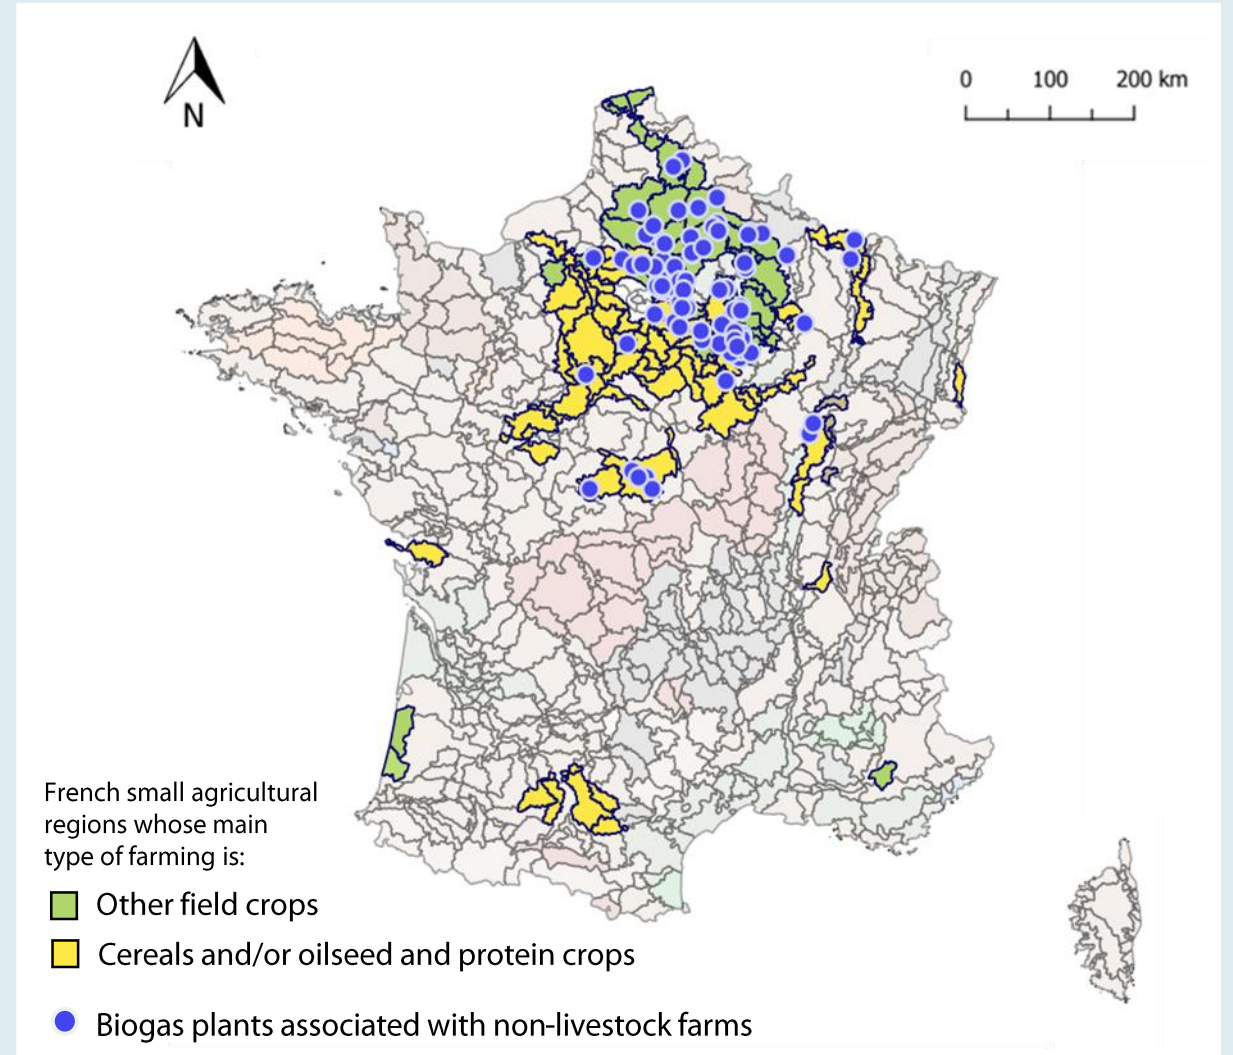 N
0 100 200 km
French small agricultural
regions whose main
type of farming is:
Other field crops
Cereals and/or oilseed and protein crops
Biogas plants associated with non-livestock farms